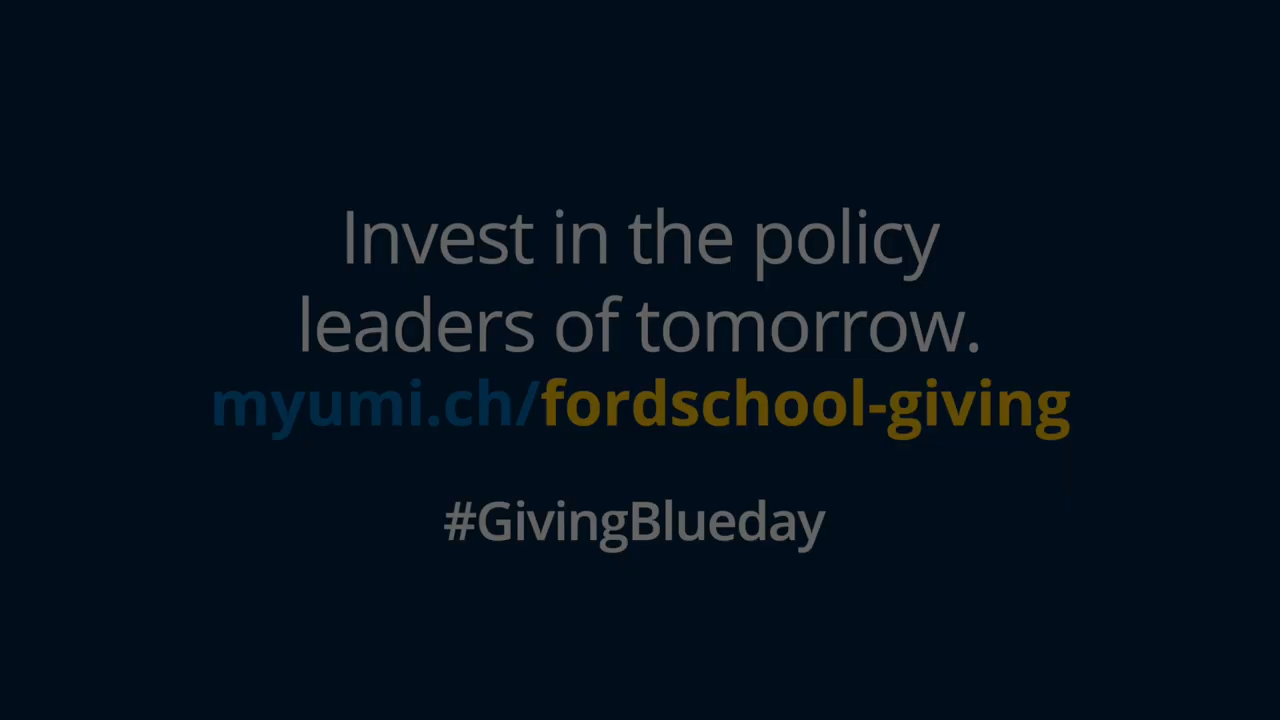 Invest in the policy
leaders of tomorrow.
myumi.ch/fordschool-giving
#GivingBlueday